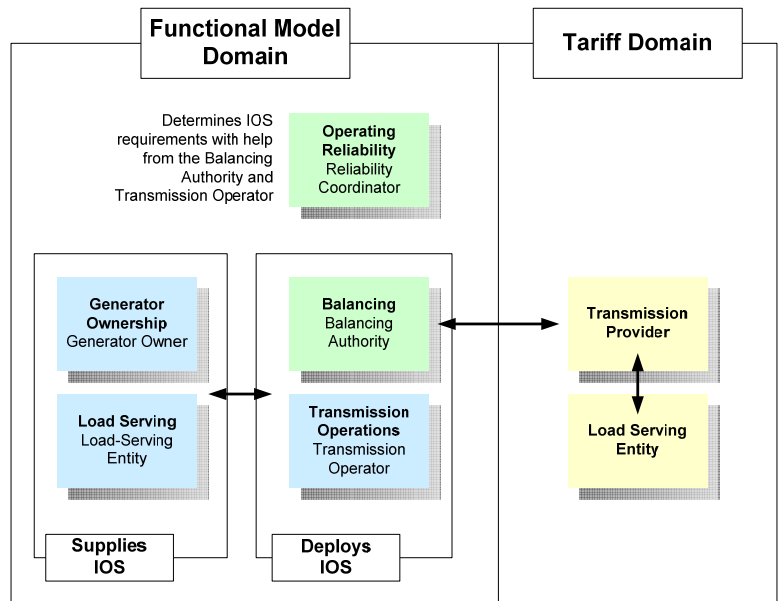 Functional Model
Domain
Tariff Domain
Determines IOS
requirements with help
from the Balancing
Authority and
Transmission Operator
Operating
Reliability
Reliability
Coordinator
Generator
Ownership
Generator Owner
Load Serving
Load-Serving
Entity
Supplies
IOS
Balancing
Balancing
Authority
Transmission
Operations
Transmission
Operator
Deploys
IOS
Transmission
Provider
Load Serving
Entity